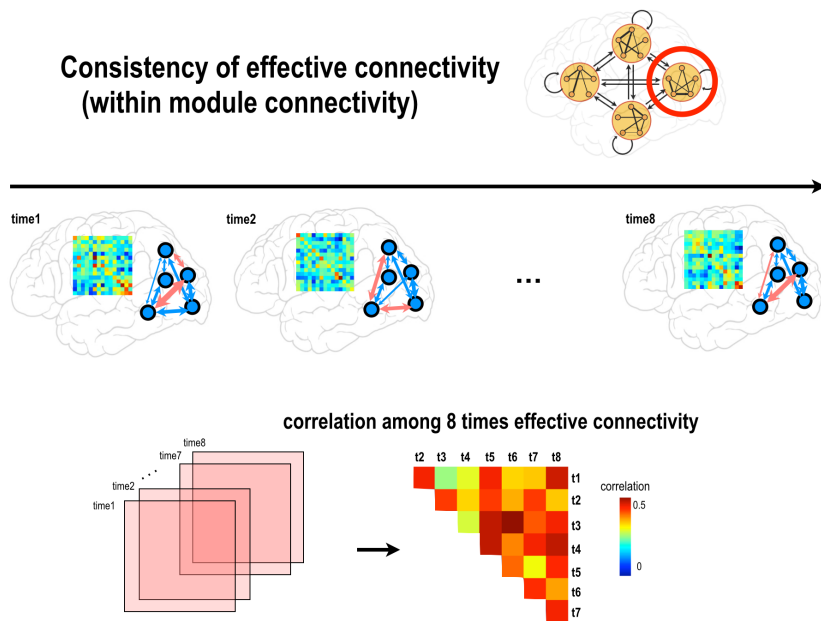 Consistency of effective connectivity
(within module connectivity)
time1
time2
...
time8
correlation among 8 times effective connectivity
time8
time7
...
time2
time1
t2 t3 t4 t5 t6 t7 t8
t1
t2
t3
t4
t5
t6
t7
correlation
0.5
0